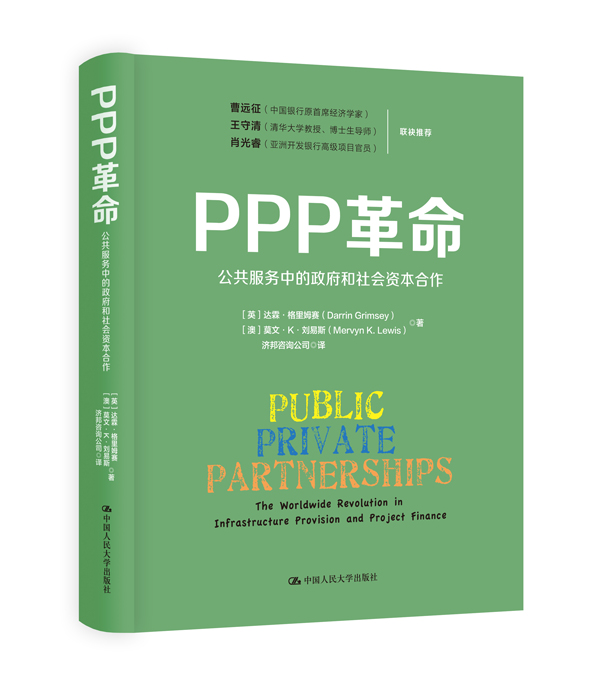 PPP革命
公共服务中的政府和社会资本合作
[英]达霖·格里姆赛
[澳]莫文·K·刘易斯
◎著
济邦咨询公司◎译
中国人民大学出版社
曹远征(中国银行原首席经济学家)
王守清(清华大学教授、博士生导师)
肖光睿(亚洲开发银行高级项目官员)
联袂推荐
PPP革命
公共服务中的政府和社会资本合作
[英]达霖·格里姆赛(Darrin Grimsey)
[澳]莫文·K·刘易斯(Mervyn K. Lewis)
◎著
济邦咨询公司◎译
PUBLIC
PRIVATE
PARTNERSHIPS
The Worldwide Revolution in
Infrastructure Provision and Project Finance
中国人民大学出版社